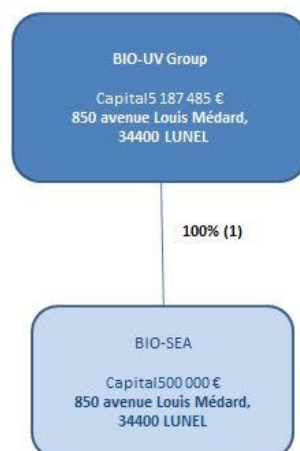 BIO-UV Group
Capital5 187 485 €
850 avenue Louis Médard,
34400 LUNEL
100% (1)
BIO-SEA
Capital500 000 €
850 avenue Louis Médard,
34400 LUNEL